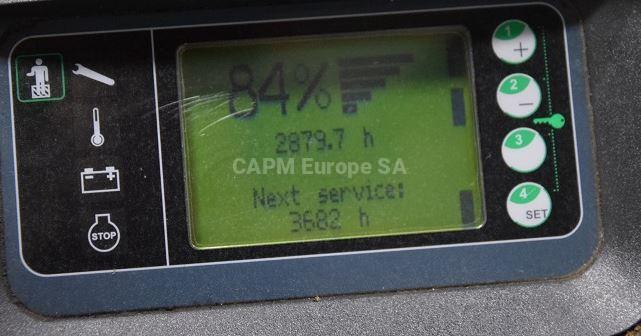 84%
2879.7 h
CAPM Europe SA
Next service:
3682 h
STOP
1
+
2
−
3
4
SET